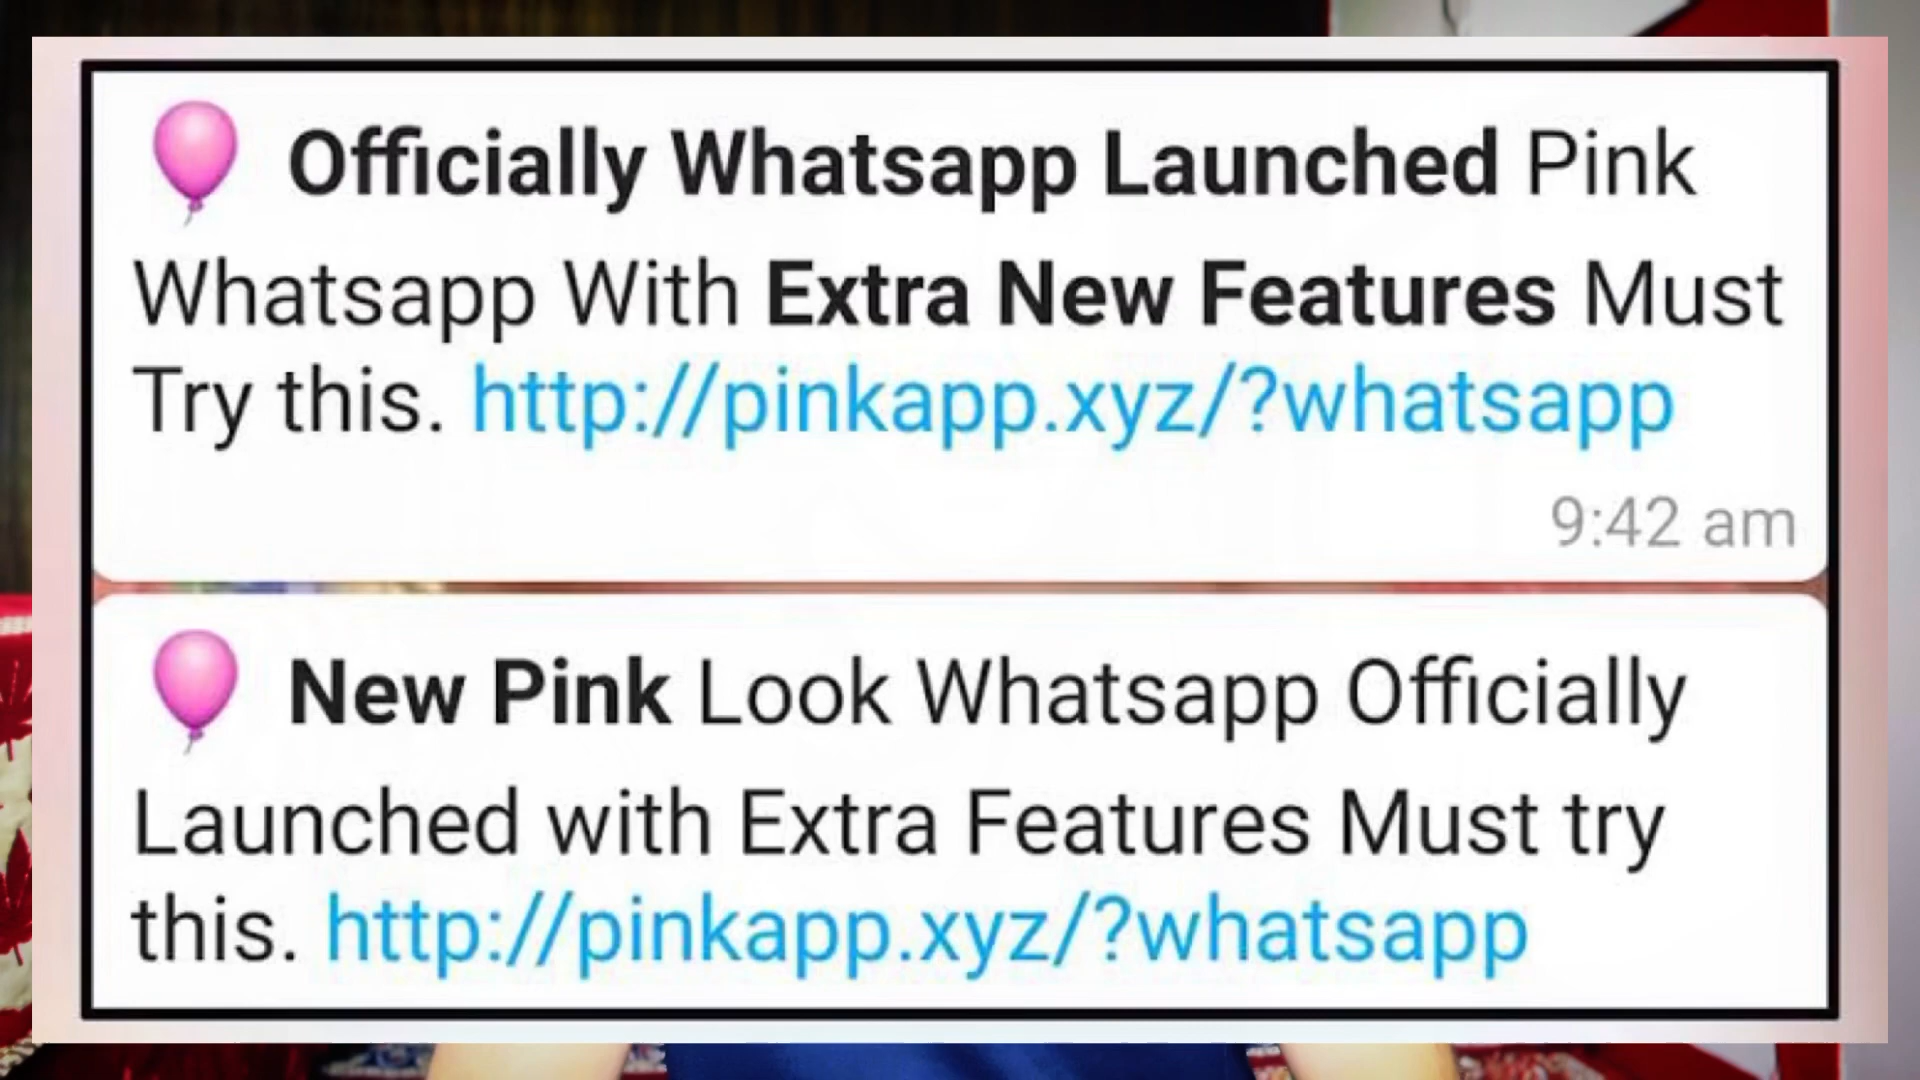 🎈 Officially Whatsapp Launched Pink
Whatsapp With Extra New Features Must
Try this. http://pinkapp.xyz/?whatsapp
9:42 am
🎈 New Pink Look Whatsapp Officially
Launched with Extra Features Must try
this. http://pinkapp.xyz/?whatsapp